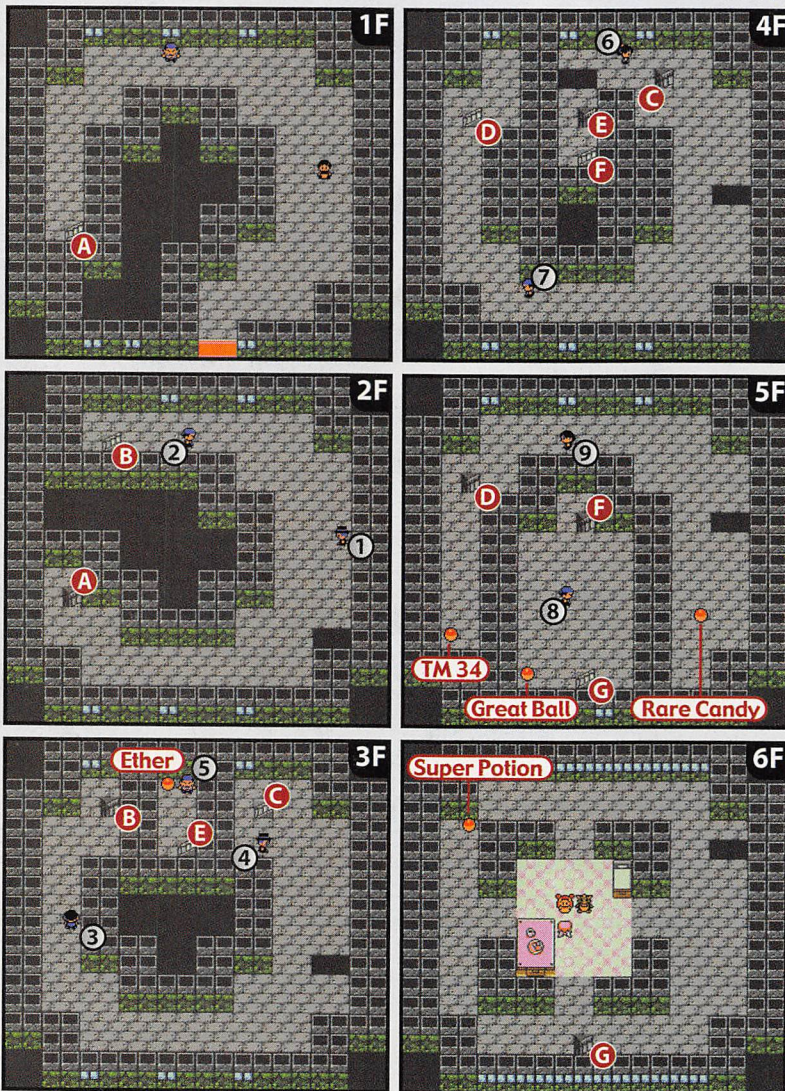 1F
A
4F
6
C
D
E
F
7
2F
B
2
1
A
5F
9
D
F
8
TM 34
G
Great Ball
Rare Candy
3F
Ether
5
C
B
E
4
3
6F
Super Potion
G